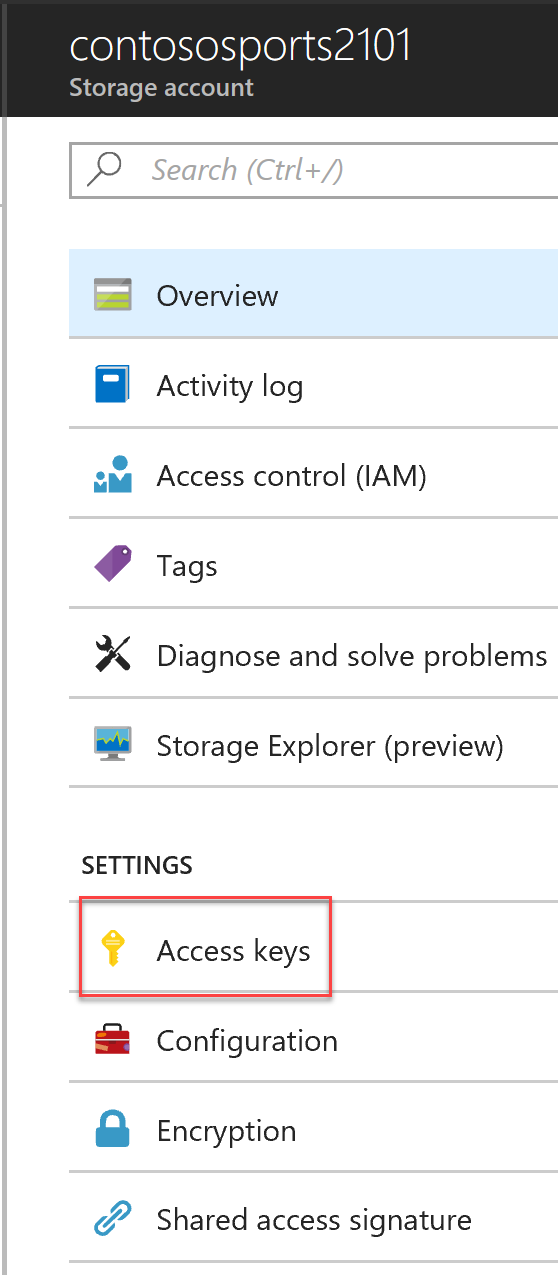 contososports2101
Storage account
Search (Ctrl+/)
Overview
Activity log
Access control (IAM)
Tags
Diagnose and solve problems
Storage Explorer (preview)
SETTINGS
Access keys
Configuration
Encryption
Shared access signature